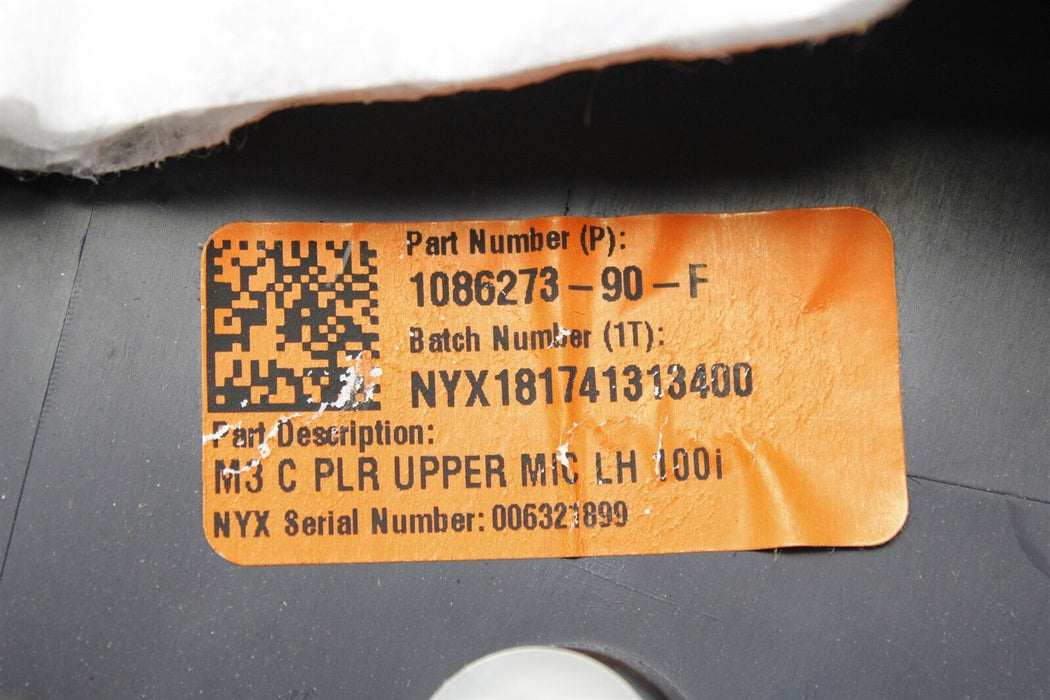 Part Number (P):
1086273-90-F
Batch Number (1T):
NYX181741313400
Part Description:
M3 C PLR UPPER MIC LH 100i
NYX Serial Number: 006321899